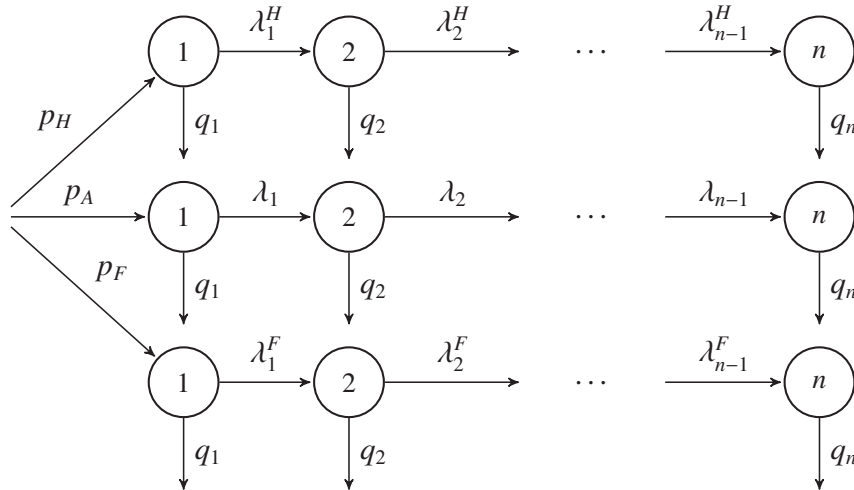 λ₁ᴴ λ₂ᴴ λₙ₋₁ᴴ
1 2 ··· n
p_H q₁ q₂ qₙ
p_A λ₁ λ₂ λₙ₋₁
1 2 ··· n
p_F q₁ q₂ qₙ
λ₁ᶠ λ₂ᶠ λₙ₋₁ᶠ
1 2 ··· n
q₁ q₂ qₙ